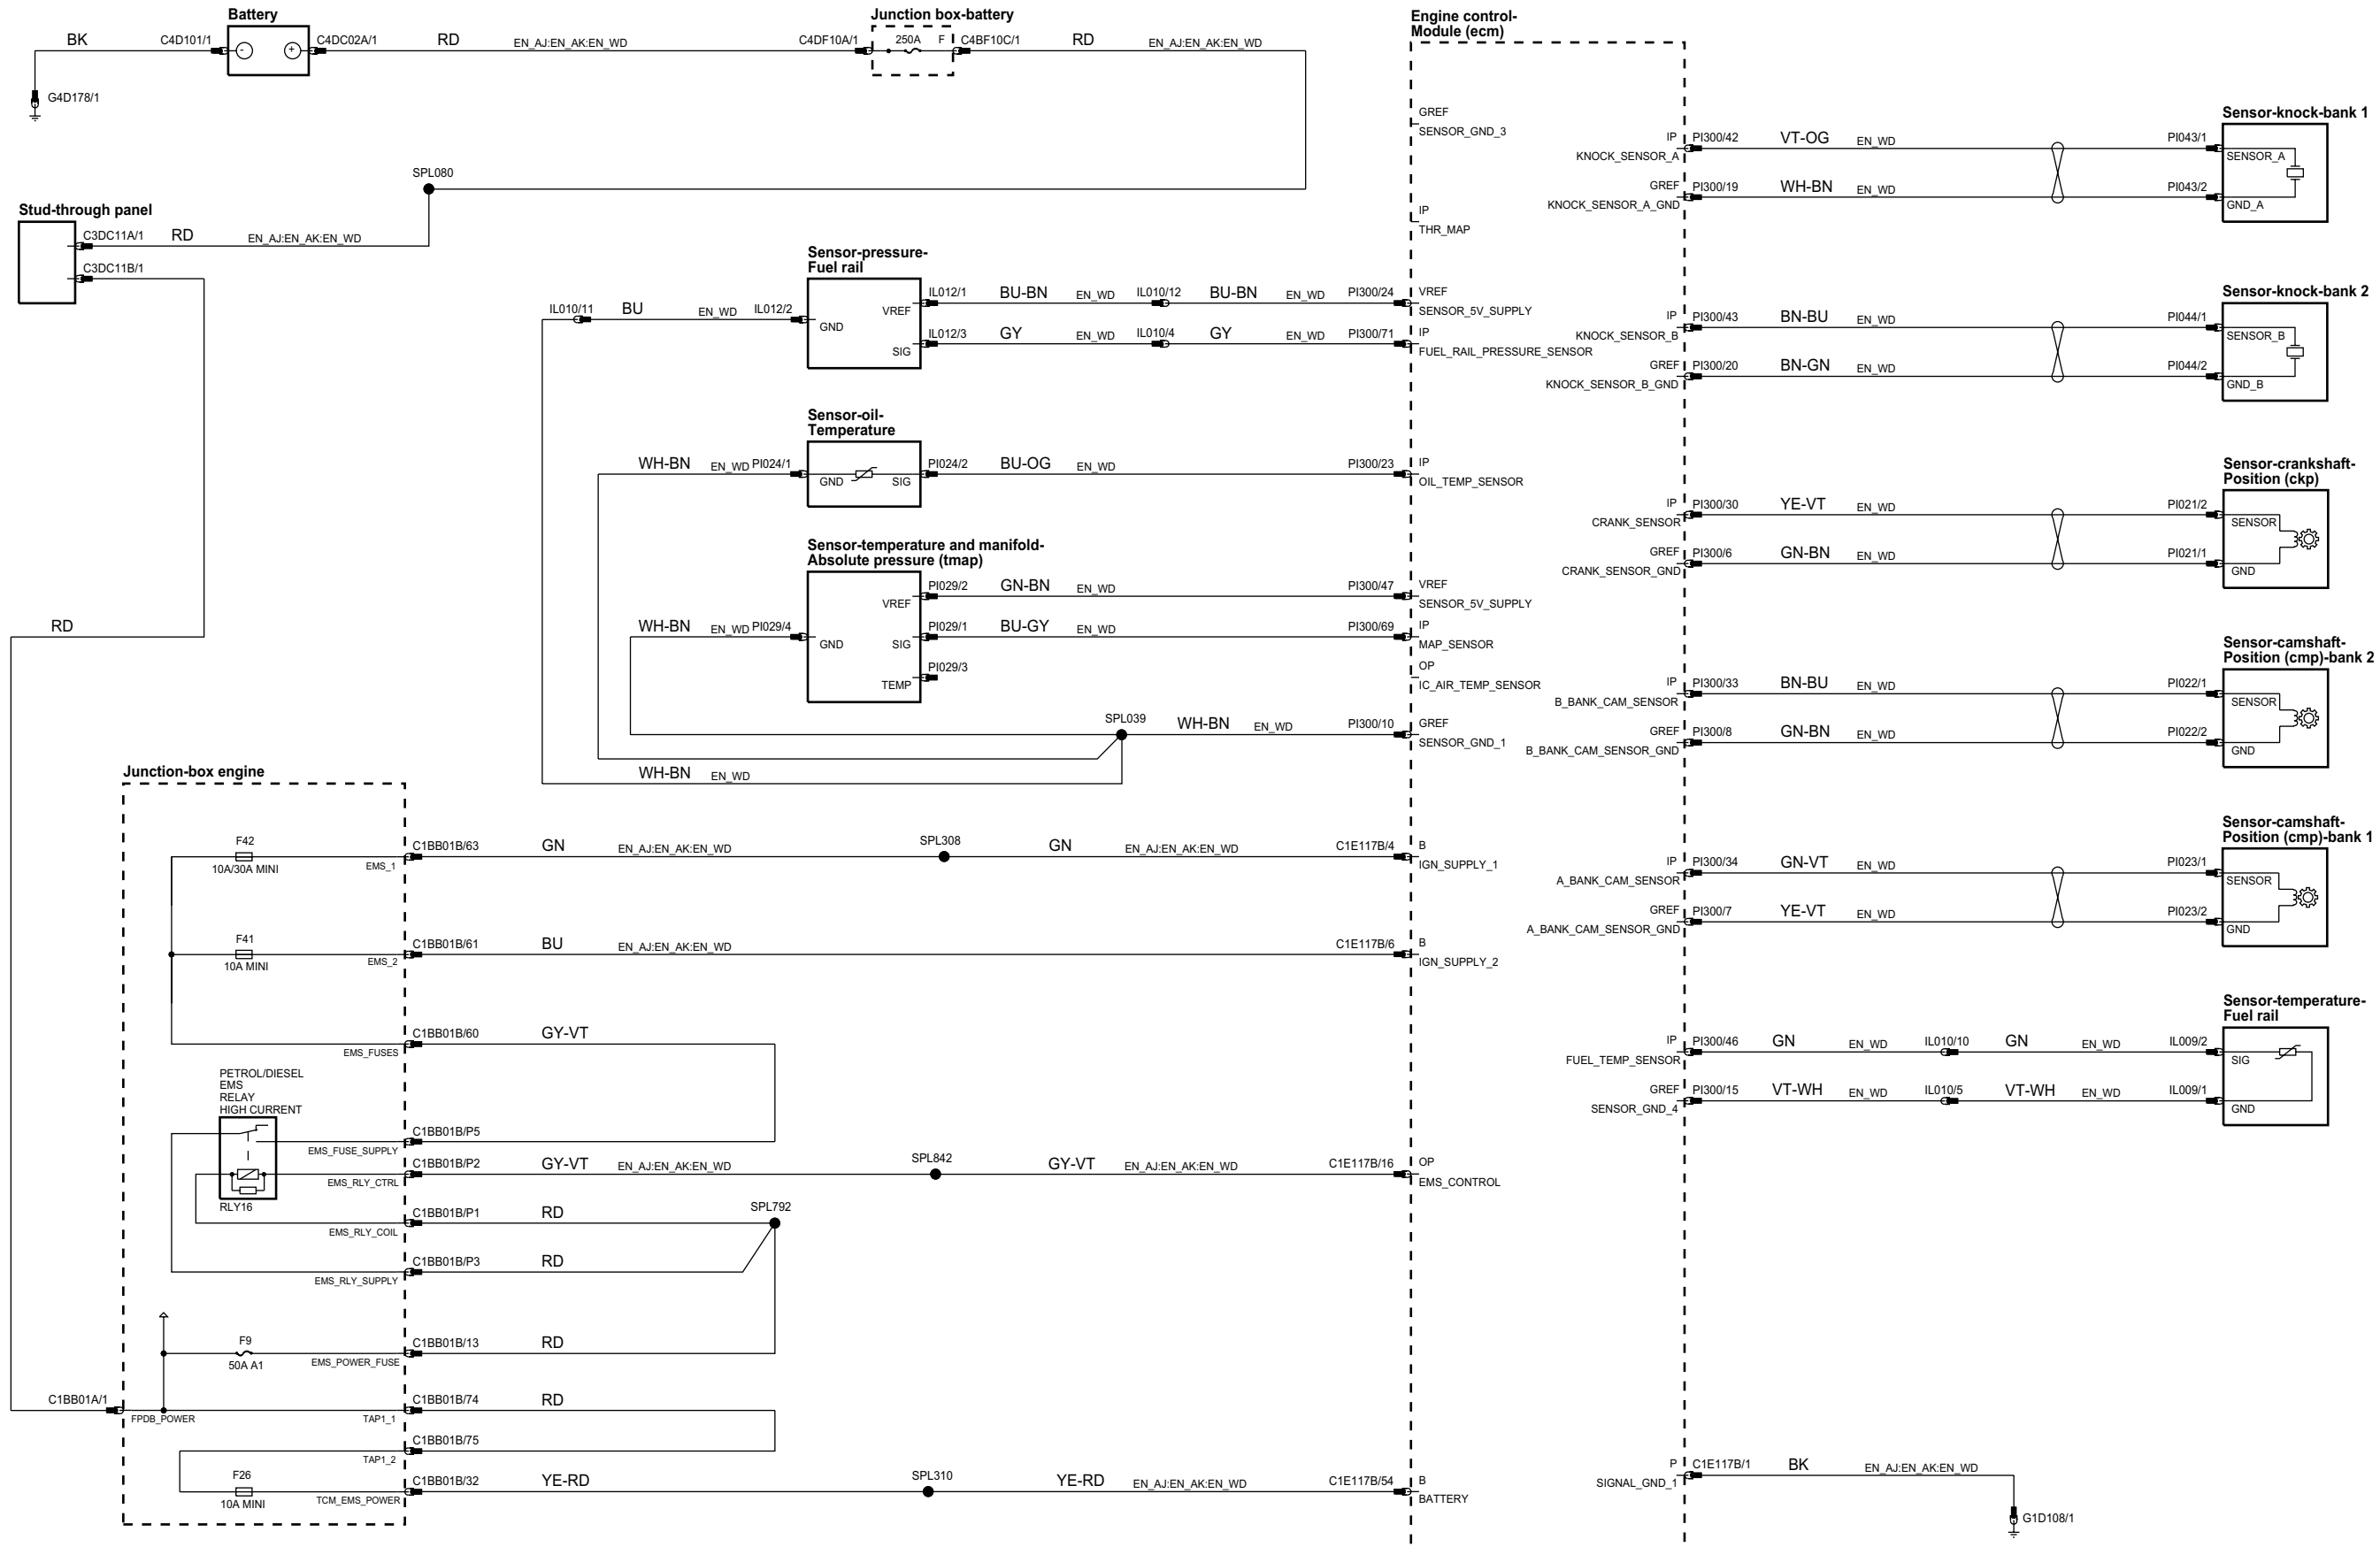 Battery
BK
C4D101/1
-
+
C4DC02A/1
RD
EN_AJ:EN_AK:EN_WD
G4D178/1
Junction box-battery
C4DF10A/1
250A
F
C4BF10C/1
RD
EN_AJ:EN_AK:EN_WD
SPL080
Stud-through panel
C3DC11A/1
RD
EN_AJ:EN_AK:EN_WD
C3DC11B/1
RD
Sensor-pressure-
Fuel rail
IL010/11
BU
EN_WD
IL012/2
GND
VREF
SIG
IL012/1
BU-BN
EN_WD
IL010/12
BU-BN
EN_WD
PI300/24
IL012/3
GY
EN_WD
IL010/4
GY
EN_WD
PI300/71
Sensor-oil-
Temperature
WH-BN
EN_WD
PI024/1
GND
SIG
PI024/2
BU-OG
EN_WD
PI300/23
Sensor-temperature and manifold-
Absolute pressure (tmap)
VREF
PI029/2
GN-BN
EN_WD
PI300/47
WH-BN
EN_WD
PI029/4
GND
SIG
PI029/1
BU-GY
EN_WD
PI300/69
TEMP
PI029/3
SPL039
WH-BN
EN_WD
PI300/10
WH-BN
EN_WD
Engine control-
Module (ecm)
GREF
SENSOR_GND_3
IP
THR_MAP
VREF
SENSOR_5V_SUPPLY
IP
FUEL_RAIL_PRESSURE_SENSOR
IP
OIL_TEMP_SENSOR
VREF
SENSOR_5V_SUPPLY
IP
MAP_SENSOR
OP
IC_AIR_TEMP_SENSOR
GREF
SENSOR_GND_1
B
IGN_SUPPLY_1
B
IGN_SUPPLY_2
OP
EMS_CONTROL
B
BATTERY
Junction-box engine
F42
10A/30A MINI
EMS_1
C1BB01B/63
GN
EN_AJ:EN_AK:EN_WD
SPL308
GN
EN_AJ:EN_AK:EN_WD
C1E117B/4
F41
10A MINI
EMS_2
C1BB01B/61
BU
EN_AJ:EN_AK:EN_WD
C1E117B/6
EMS_FUSES
C1BB01B/60
GY-VT
PETROL/DIESEL
EMS
RELAY
HIGH CURRENT
RLY16
EMS_FUSE_SUPPLY
C1BB01B/P5
EMS_RLY_CTRL
C1BB01B/P2
GY-VT
EN_AJ:EN_AK:EN_WD
SPL842
GY-VT
EN_AJ:EN_AK:EN_WD
C1E117B/16
EMS_RLY_COIL
C1BB01B/P1
RD
SPL792
EMS_RLY_SUPPLY
C1BB01B/P3
RD
F9
50A A1
EMS_POWER_FUSE
C1BB01B/13
RD
C1BB01A/1
FPDB_POWER
TAP1_1
C1BB01B/74
RD
TAP1_2
C1BB01B/75
F26
10A MINI
TCM_EMS_POWER
C1BB01B/32
YE-RD
SPL310
YE-RD
EN_AJ:EN_AK:EN_WD
C1E117B/54
Sensor-knock-bank 1
IP
KNOCK_SENSOR_A
PI300/42
VT-OG
EN_WD
PI043/1
SENSOR_A
GREF
KNOCK_SENSOR_A_GND
PI300/19
WH-BN
EN_WD
PI043/2
GND_A
Sensor-knock-bank 2
IP
KNOCK_SENSOR_B
PI300/43
BN-BU
EN_WD
PI044/1
SENSOR_B
GREF
KNOCK_SENSOR_B_GND
PI300/20
BN-GN
EN_WD
PI044/2
GND_B
Sensor-crankshaft-
Position (ckp)
IP
CRANK_SENSOR
PI300/30
YE-VT
EN_WD
PI021/2
SENSOR
GREF
CRANK_SENSOR_GND
PI300/6
GN-BN
EN_WD
PI021/1
GND
Sensor-camshaft-
Position (cmp)-bank 2
IP
B_BANK_CAM_SENSOR
PI300/33
BN-BU
EN_WD
PI022/1
SENSOR
GREF
B_BANK_CAM_SENSOR_GND
PI300/8
GN-BN
EN_WD
PI022/2
GND
Sensor-camshaft-
Position (cmp)-bank 1
IP
A_BANK_CAM_SENSOR
PI300/34
GN-VT
EN_WD
PI023/1
SENSOR
GREF
A_BANK_CAM_SENSOR_GND
PI300/7
YE-VT
EN_WD
PI023/2
GND
Sensor-temperature-
Fuel rail
IP
FUEL_TEMP_SENSOR
PI300/46
GN
EN_WD
IL010/10
GN
EN_WD
IL009/2
SIG
GREF
SENSOR_GND_4
PI300/15
VT-WH
EN_WD
IL010/5
VT-WH
EN_WD
IL009/1
GND
P
SIGNAL_GND_1
C1E117B/1
BK
EN_AJ:EN_AK:EN_WD
G1D108/1